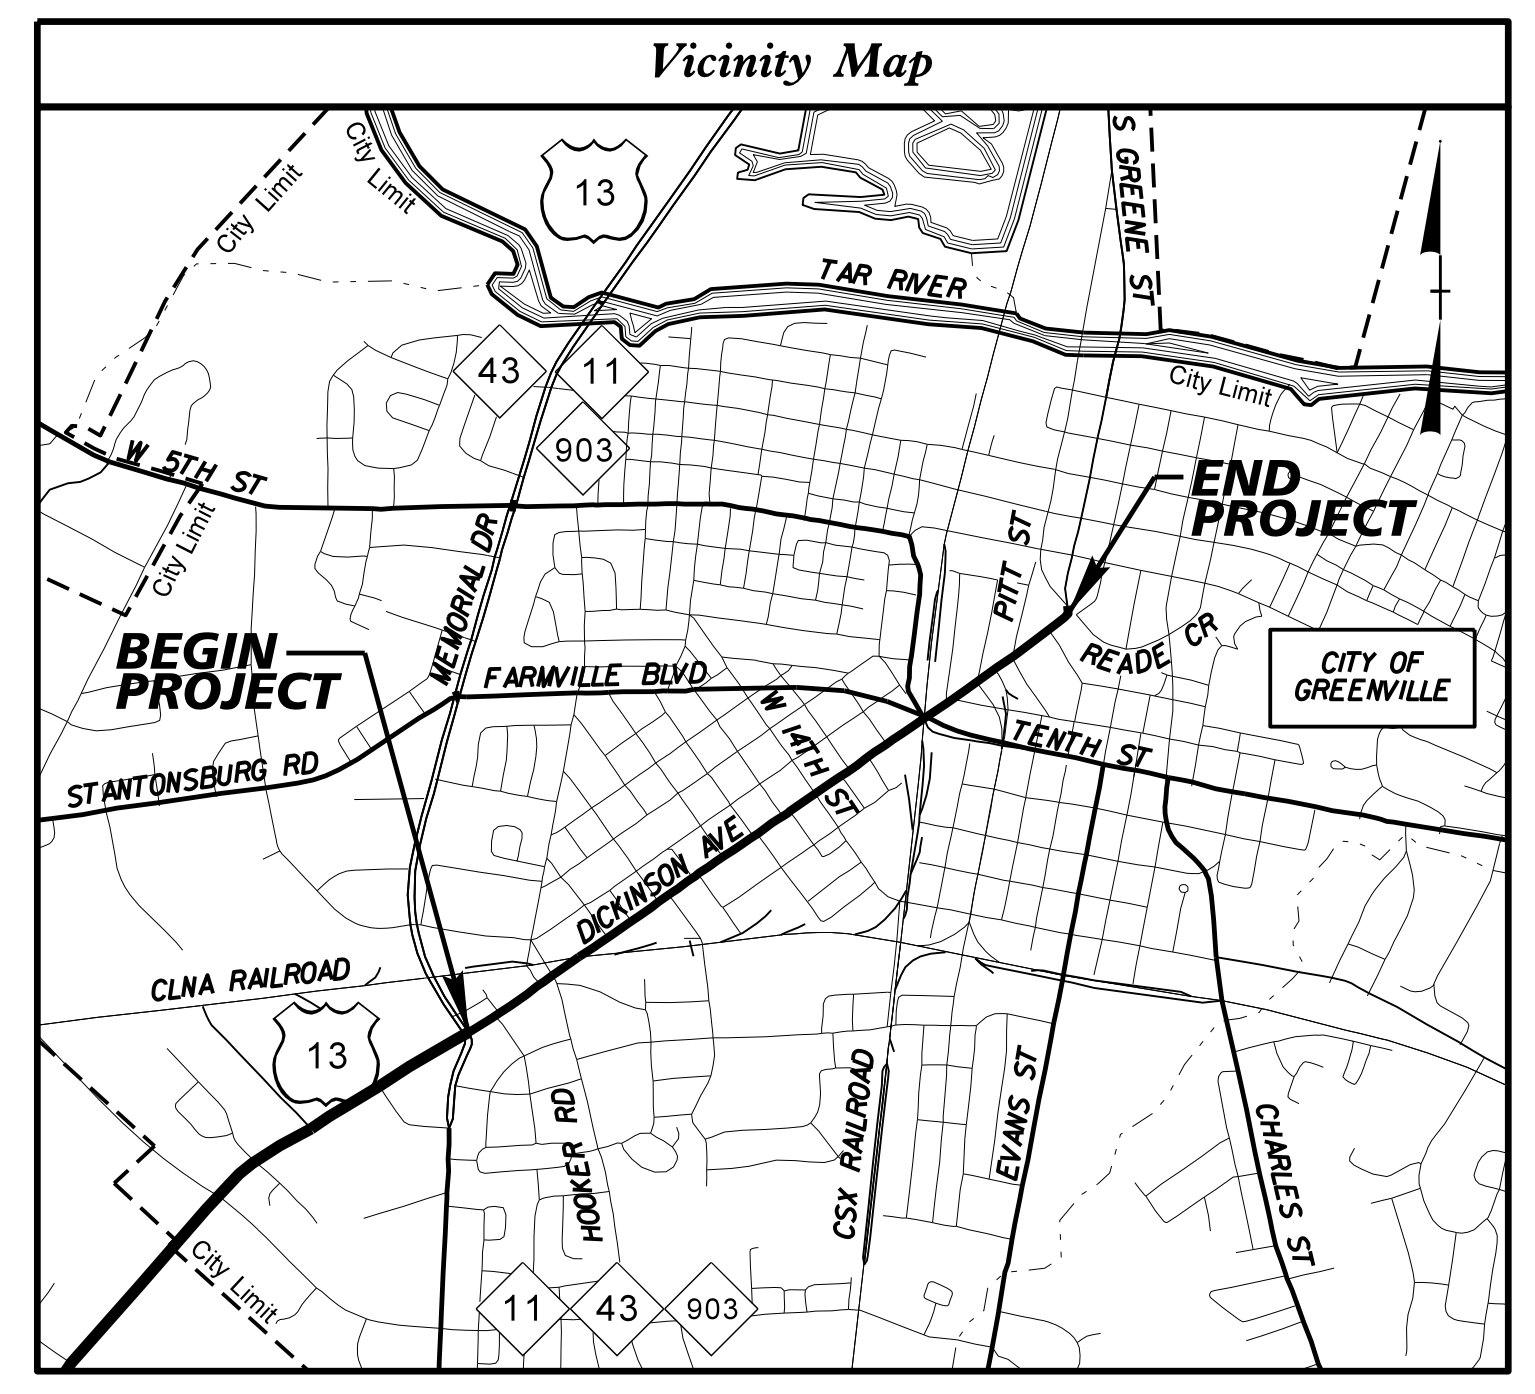 Vicinity Map
City Limit
City Limit
13
S GREENE ST
TAR RIVER
43
11
903
City Limit
W 5TH ST
END
PROJECT
City Limit
MEMORIAL DR
PITT ST
READE CR
BEGIN
PROJECT
CITY OF
GREENVILLE
FARMVILLE BLVD
W 14TH ST
TENTH ST
STANTONSBURG RD
DICKINSON AVE
CLNA RAILROAD
13
HOOKER RD
CSX RAILROAD
EVANS ST
CHARLES ST
City Limit
11
43
903